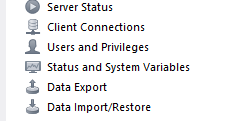 Server Status
Client Connections
Users and Privileges
Status and System Variables
Data Export
Data Import/Restore